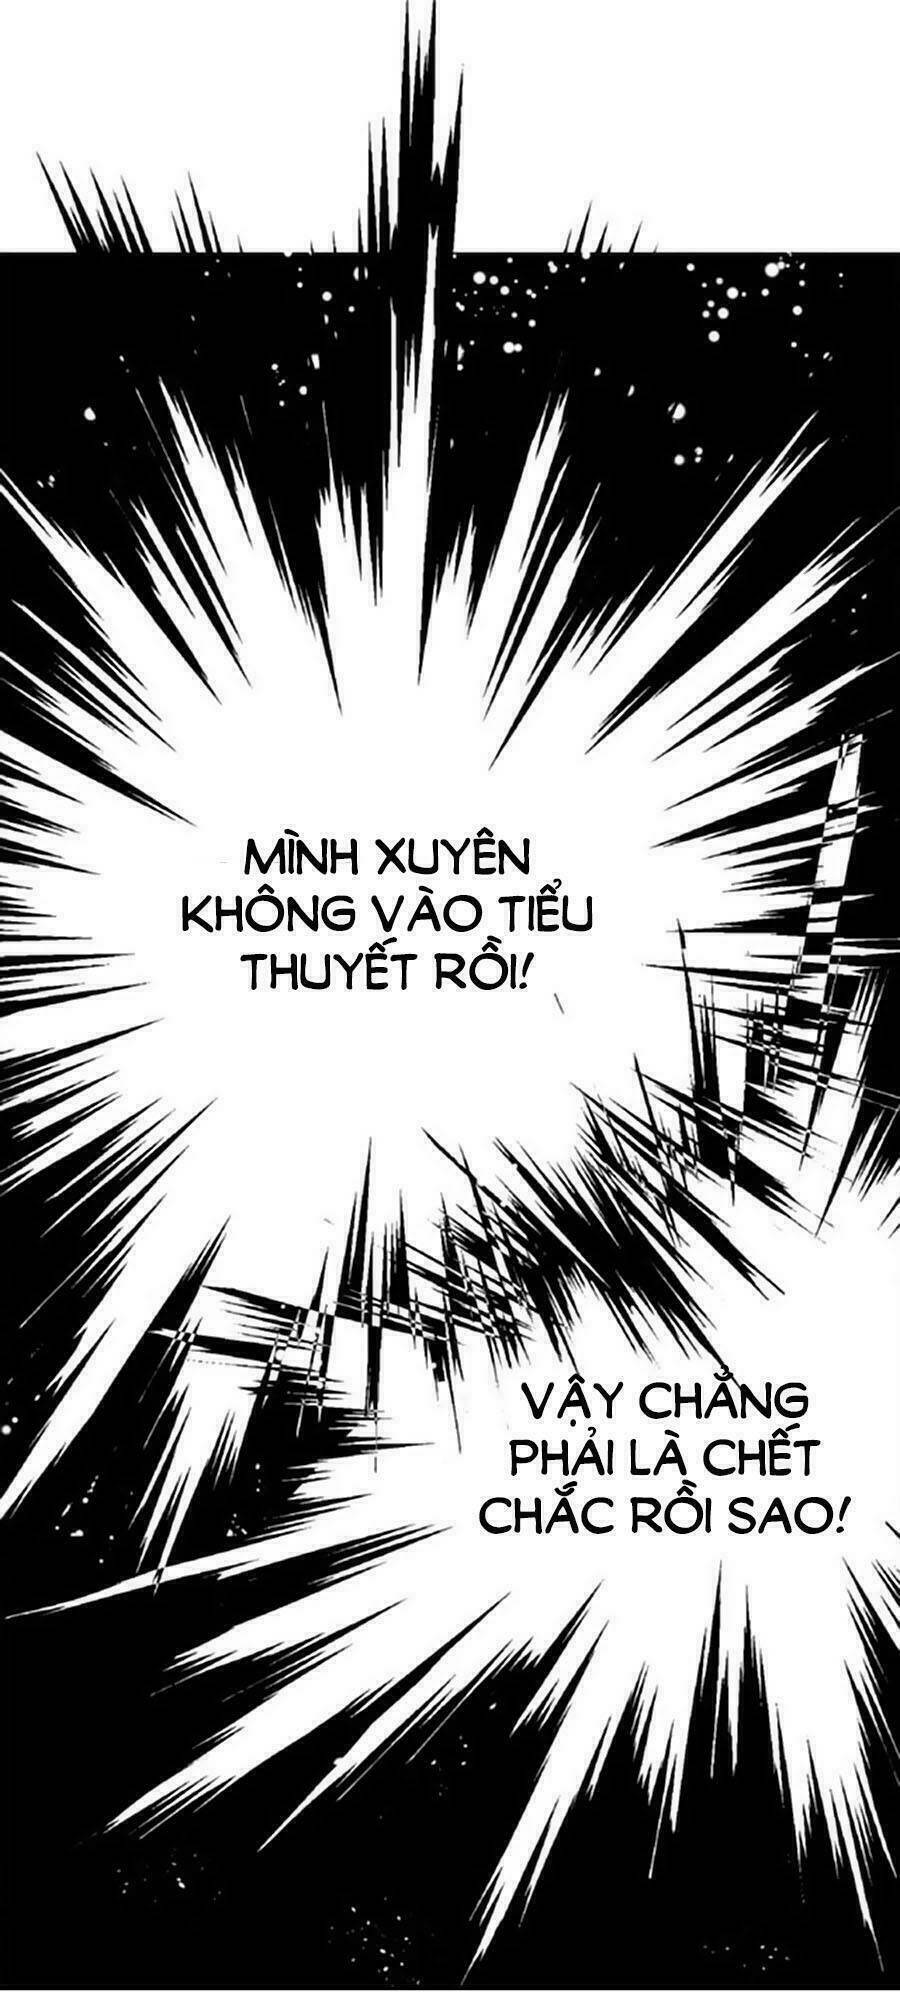 MÌNH XUYÊN
KHÔNG VÀO TIỂU
THUYẾT RỒI!
VẬY CHẲNG
PHẢI LÀ CHẾT
CHẮC RỒI SAO!